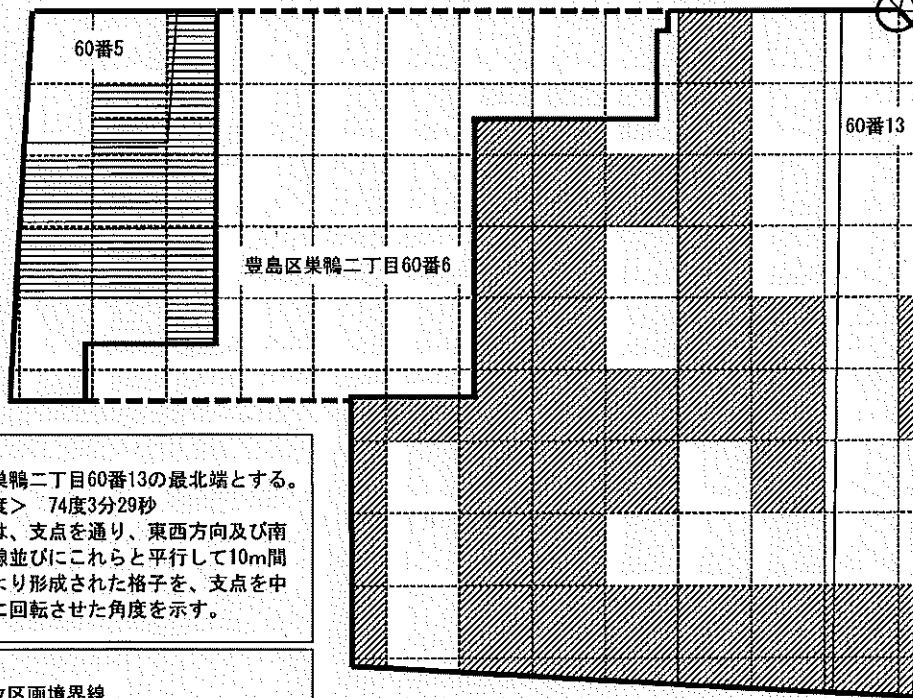 60番5
60番13
豊島区巣鴨二丁目60番6
巣鴨二丁目60番13の最北端とする。
度＞ 74度3分29秒
は、支点を通り、東西方向及び南
線並びにこれらと平行して10m間
より形成された格子を、支点を中
に回転させた角度を示す。
区画境界線